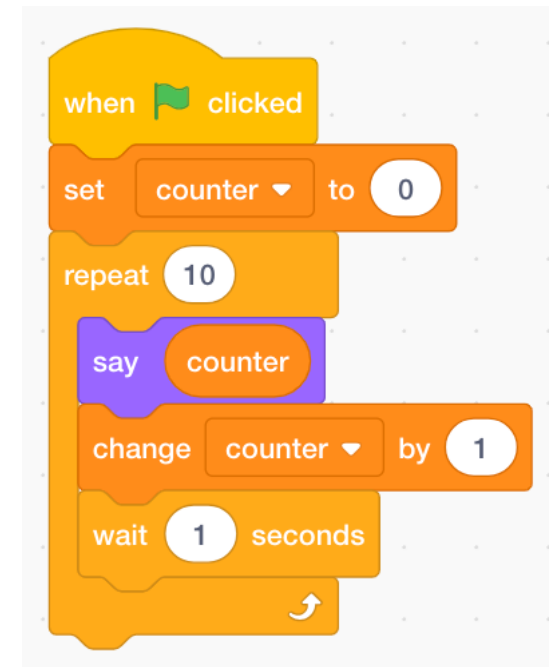 when clicked
set counter to 0
repeat 10
say counter
change counter by 1
wait 1 seconds